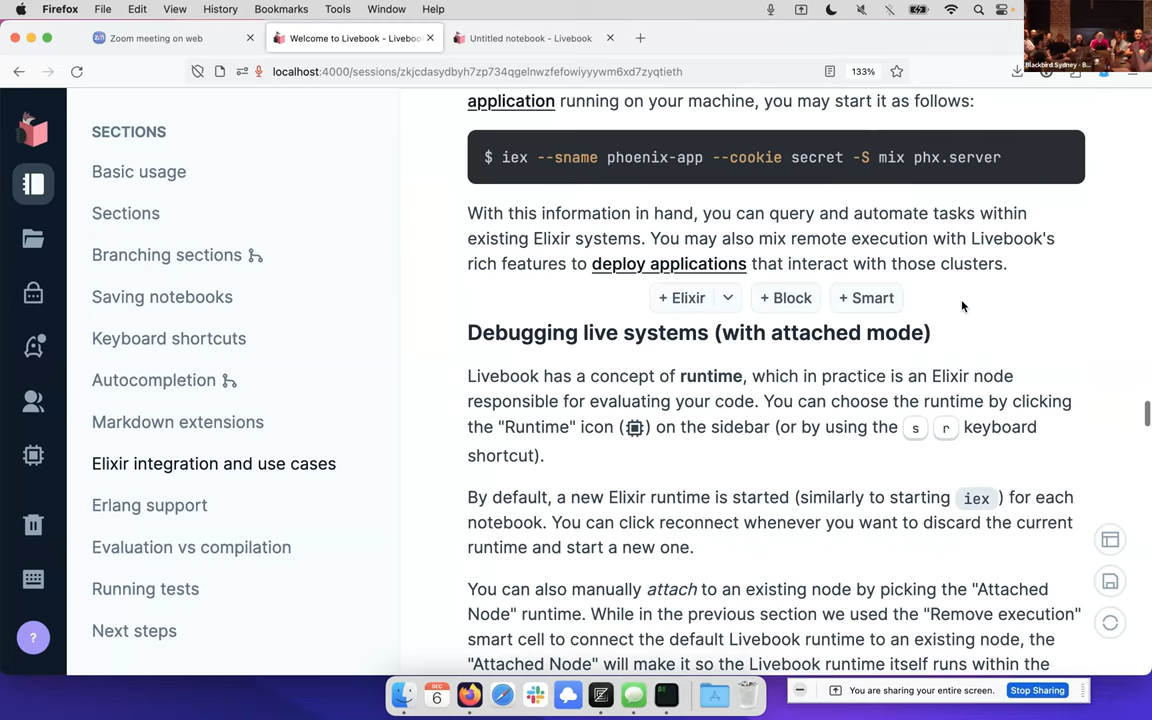 Firefox File Edit View History Bookmarks Tools Window Help
Zoom meeting on web
Welcome to Livebook - Livebook
Untitled notebook - Livebook
localhost:4000/sessions/zkjcdasydbyh7zp734qgelnwzfefowiyyywm6xd7zyqtieth
133%
Blackbird Sydney - B...
SECTIONS
Basic usage
Sections
Branching sections
Saving notebooks
Keyboard shortcuts
Autocompletion
Markdown extensions
Elixir integration and use cases
Erlang support
Evaluation vs compilation
Running tests
Next steps
?
application running on your machine, you may start it as follows:
$ iex --sname phoenix-app --cookie secret -S mix phx.server
With this information in hand, you can query and automate tasks within
existing Elixir systems. You may also mix remote execution with Livebook's
rich features to deploy applications that interact with those clusters.
+ Elixir + Block + Smart
Debugging live systems (with attached mode)
Livebook has a concept of runtime, which in practice is an Elixir node
responsible for evaluating your code. You can choose the runtime by clicking
the "Runtime" icon ( ) on the sidebar (or by using the s r keyboard
shortcut).
By default, a new Elixir runtime is started (similarly to starting iex ) for each
notebook. You can click reconnect whenever you want to discard the current
runtime and start a new one.
You can also manually attach to an existing node by picking the "Attached
Node" runtime. While in the previous section we used the "Remove execution"
smart cell to connect the default Livebook runtime to an existing node, the
"Attached Node" will make it so the Livebook runtime itself runs within the
DEC
6
You are sharing your entire screen. Stop Sharing